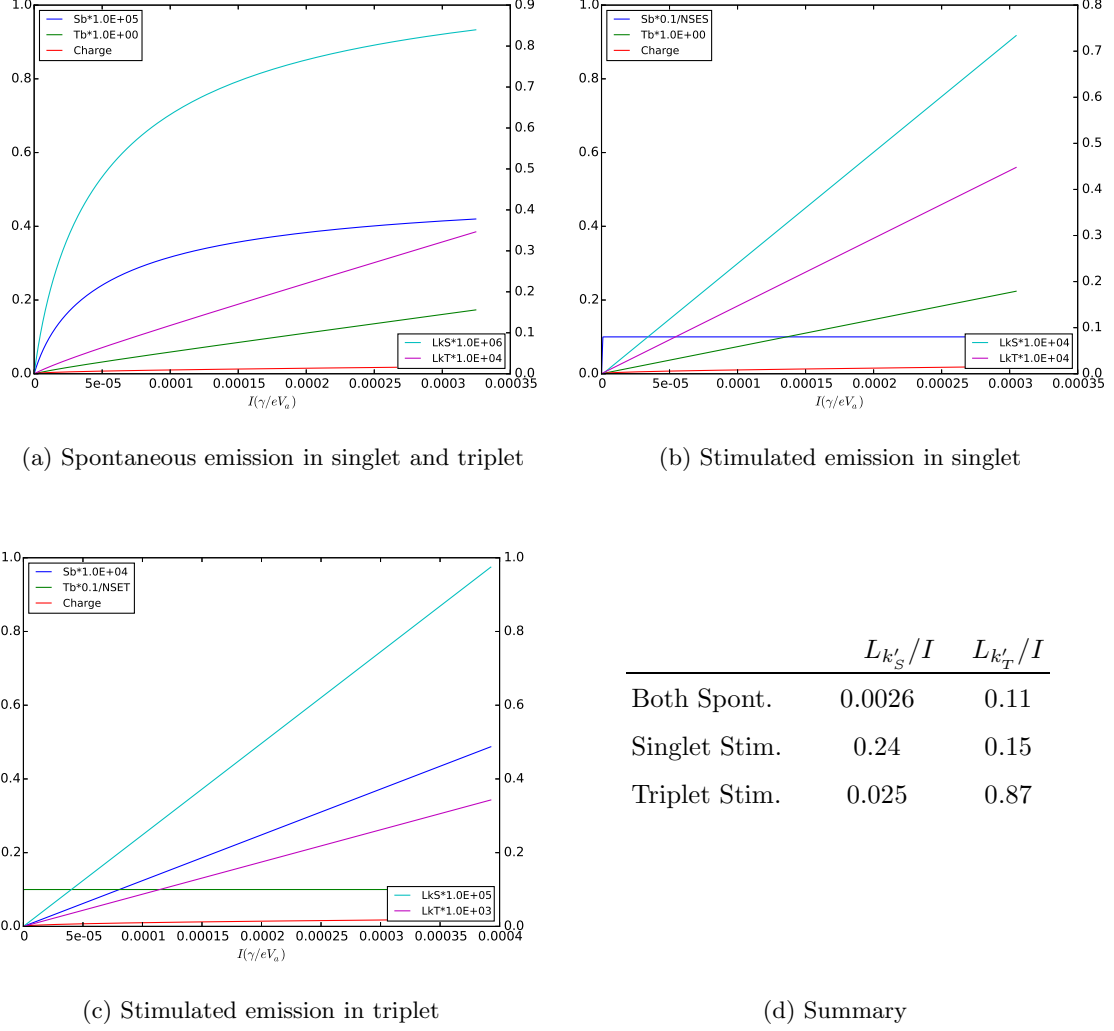 1.0
0.8
0.6
0.4
0.2
0.0
0.9
0.8
0.7
0.6
0.5
0.4
0.3
0.2
0.1
0.0
Sb*1.0E+05
Tb*1.0E+00
Charge
LkS*1.0E+06
LkT*1.0E+04
0 5e-05 0.0001 0.00015 0.0002 0.00025 0.0003 0.00035
I(γ/eVₐ)
(a) Spontaneous emission in singlet and triplet
1.0
0.8
0.6
0.4
0.2
0.0
0.8
0.7
0.6
0.5
0.4
0.3
0.2
0.1
0.0
Sb*0.1/NSES
Tb*1.0E+00
Charge
LkS*1.0E+04
LkT*1.0E+04
0 5e-05 0.0001 0.00015 0.0002 0.00025 0.0003 0.00035
I(γ/eVₐ)
(b) Stimulated emission in singlet
1.0
0.8
0.6
0.4
0.2
0.0
1.0
0.8
0.6
0.4
0.2
0.0
Sb*1.0E+04
Tb*0.1/NSET
Charge
LkS*1.0E+05
LkT*1.0E+03
0 5e-05 0.0001 0.00015 0.0002 0.00025 0.0003 0.00035 0.0004
I(γ/eVₐ)
(c) Stimulated emission in triplet
L_{k'_S}/I L_{k'_T}/I
Both Spont. 0.0026 0.11
Singlet Stim. 0.24 0.15
Triplet Stim. 0.025 0.87
(d) Summary